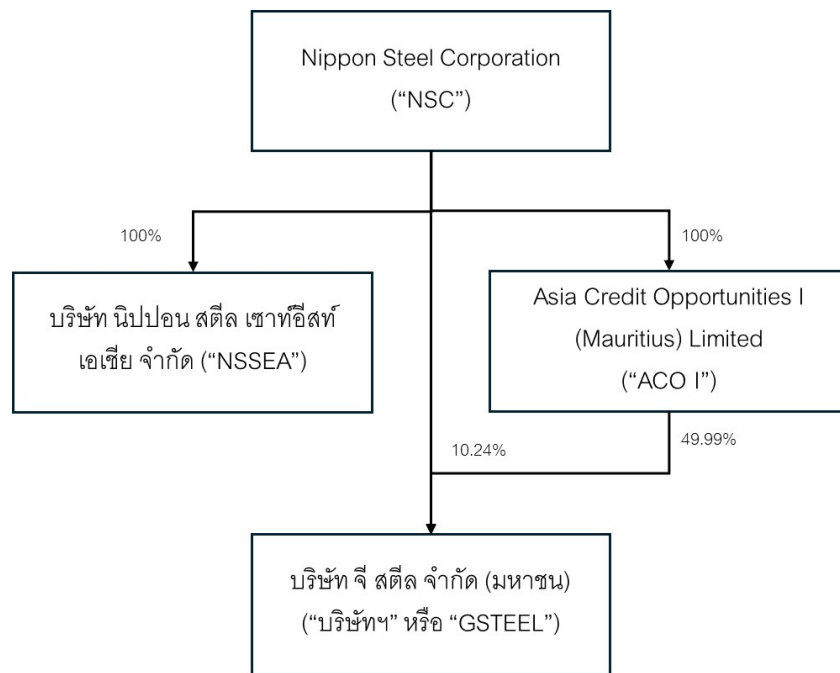 Nippon Steel Corporation
(“NSC”)
100%
100%
บริษัท นิปปอน สตีล เซาท์อีสท์
เอเชีย จำกัด (“NSSEA”)
Asia Credit Opportunities I
(Mauritius) Limited
(“ACO I”)
10.24%
49.99%
บริษัท จี สตีล จำกัด (มหาชน)
(“บริษัทฯ” หรือ “GSTEEL”)